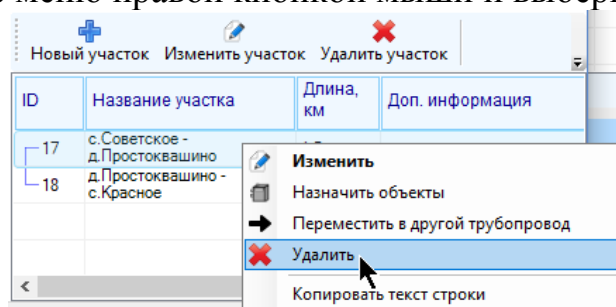 меню правой кнопкой мыши и выбер
Новый участок Изменить участок Удалить участок
ID Название участка Длина, км Доп. информация
17 с.Советское - д.Простоквашино
18 д.Простоквашино - с.Красное
Изменить
Назначить объекты
Переместить в другой трубопровод
Удалить
Копировать текст строки